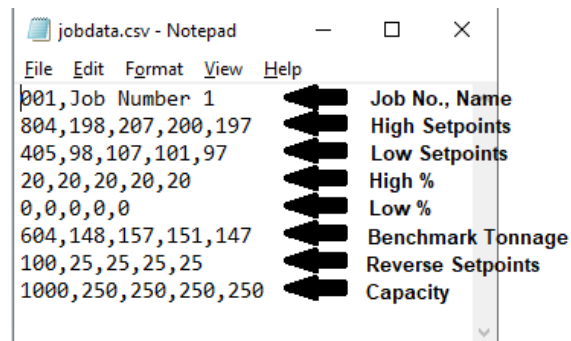 jobdata.csv - Notepad
File Edit Format View Help
001,Job Number 1 Job No., Name
804,198,207,200,197 High Setpoints
405,98,107,101,97 Low Setpoints
20,20,20,20,20 High %
0,0,0,0,0 Low %
604,148,157,151,147 Benchmark Tonnage
100,25,25,25,25 Reverse Setpoints
1000,250,250,250,250 Capacity